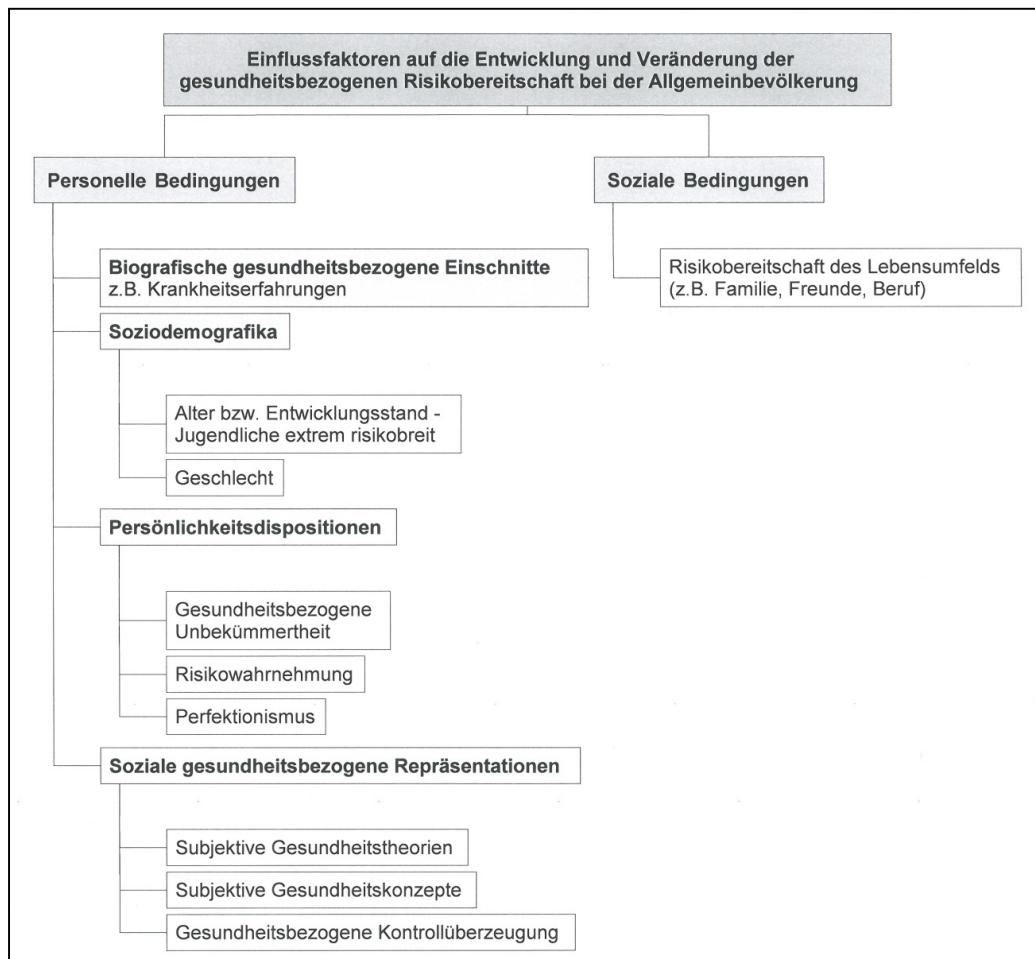 Einflussfaktoren auf die Entwicklung und Veränderung der
gesundheitsbezogenen Risikobereitschaft bei der Allgemeinbevölkerung
Personelle Bedingungen
Soziale Bedingungen
Biografische gesundheitsbezogene Einschnitte
z.B. Krankheitserfahrungen
Risikobereitschaft des Lebensumfelds
(z.B. Familie, Freunde, Beruf)
Soziodemografika
Alter bzw. Entwicklungsstand -
Jugendliche extrem risikobreit
Geschlecht
Persönlichkeitsdispositionen
Gesundheitsbezogene
Unbekümmertheit
Risikowahrnehmung
Perfektionismus
Soziale gesundheitsbezogene Repräsentationen
Subjektive Gesundheitstheorien
Subjektive Gesundheitskonzepte
Gesundheitsbezogene Kontrollüberzeugung